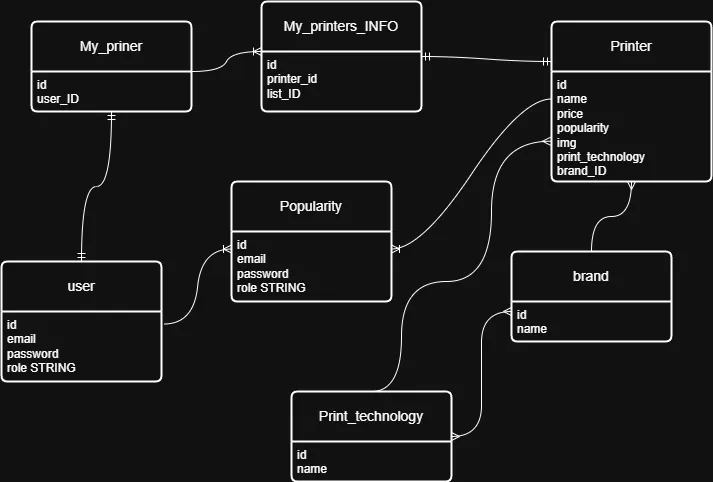 My_priner
id
user_ID
My_printers_INFO
id
printer_id
list_ID
Printer
id
name
price
popularity
img
print_technology
brand_ID
Popularity
id
email
password
role STRING
user
id
email
password
role STRING
brand
id
name
Print_technology
id
name